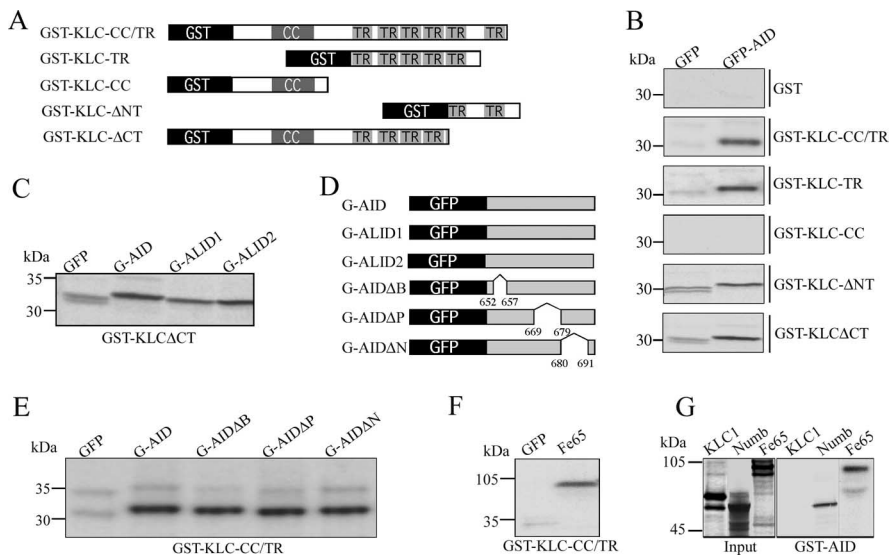 A
GST-KLC-CC/TR GST CC TR TR TR TR TR
GST-KLC-TR GST TR TR TR TR
GST-KLC-CC GST CC
GST-KLC-ΔNT GST TR TR
GST-KLC-ΔCT GST CC TR TR TR TR
B
kDa GFP GFP-AID
30 GST
30 GST-KLC-CC/TR
30 GST-KLC-TR
30 GST-KLC-CC
30 GST-KLC-ΔNT
30 GST-KLCΔCT
C
kDa GFP G-AID G-ALID1 G-ALID2
35
30
GST-KLCΔCT
D
G-AID GFP
G-ALID1 GFP
G-ALID2 GFP
G-AIDΔB GFP
652 657
G-AIDΔP GFP
669 679
G-AIDΔN GFP
680 691
E
kDa GFP G-AID G-AIDΔB G-AIDΔP G-AIDΔN
35
30
GST-KLC-CC/TR
F
kDa GFP Fe65
105
35
GST-KLC-CC/TR
G
kDa KLC1 Numb Fe65 KLC1 Numb Fe65
105
45
Input GST-AID